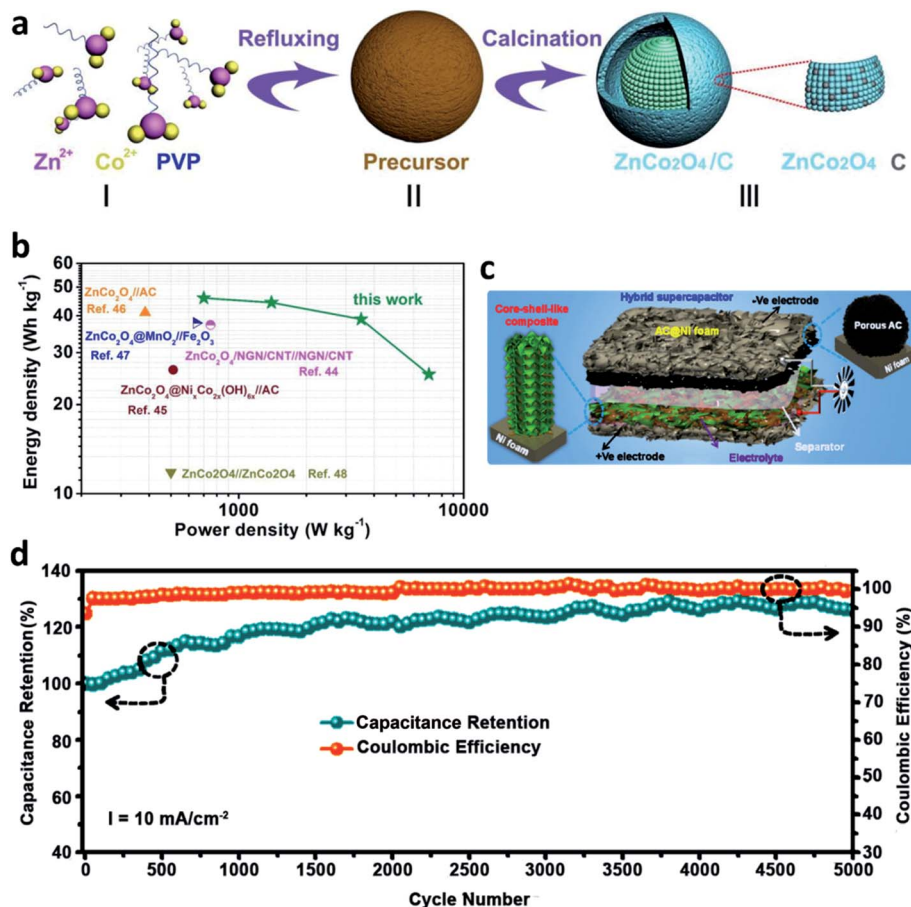 a
Refluxing
Calcination
Zn²⁺ Co²⁺ PVP
Precursor
ZnCo₂O₄/C
ZnCo₂O₄ C
I
II
III
b
60
50
40
30
20
10
Energy density (Wh kg⁻¹)
ZnCo₂O₄//AC
Ref. 46
this work
ZnCo₂O₄@MnO₂//Fe₂O₃
Ref. 47
ZnCo₂O₄/NGN/CNT//NGN/CNT
Ref. 44
ZnCo₂O₄@NiₓCo₂ₓ(OH)₆ₓ//AC
Ref. 45
ZnCo2O4//ZnCo2O4 Ref. 48
1000
10000
Power density (W kg⁻¹)
c
Hybrid supercapacitor
-Ve electrode
Core-shell-like
composite
AC@Ni foam
Porous AC
Ni foam
Ni foam
Separator
+Ve electrode
Electrolyte
d
140
120
100
80
60
40
Capacitance Retention(%)
Capacitance Retention
Coulombic Efficiency
I = 10 mA/cm⁻²
100
90
80
70
60
50
40
30
Coulombic Efficiency (%)
0 500 1000 1500 2000 2500 3000 3500 4000 4500 5000
Cycle Number